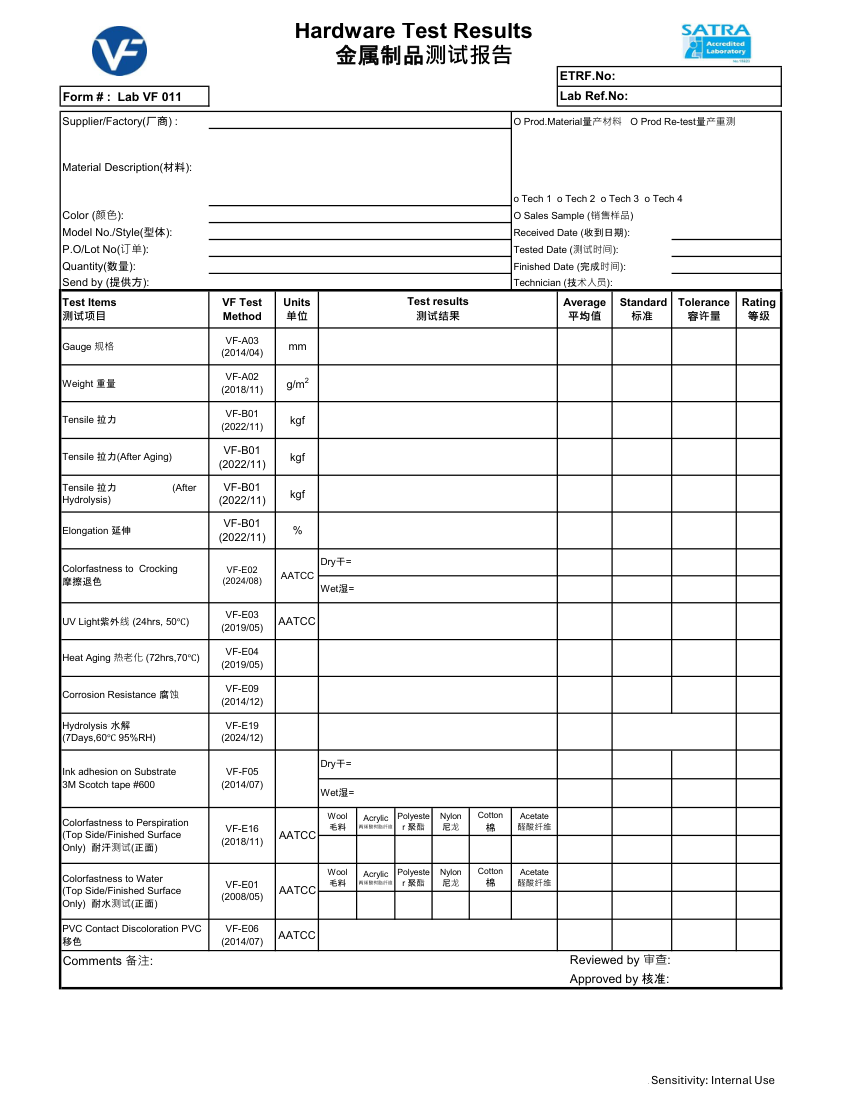 VF
Hardware Test Results
金属制品测试报告
SATRA
Accredited
Laboratory
ETRF.No:
Form # : Lab VF 011
Lab Ref.No:
Supplier/Factory(厂商) :
O Prod.Material量产材料 O Prod Re-test量产重测
Material Description(材料):
o Tech 1 o Tech 2 o Tech 3 o Tech 4
Color (颜色):
O Sales Sample (销售样品)
Model No./Style(型体):
Received Date (收到日期):
P.O/Lot No(订单):
Tested Date (测试时间):
Quantity(数量):
Finished Date (完成时间):
Send by (提供方):
Technician (技术人员):
Test Items VF Test Units Test results Average Standard Tolerance Rating
测试项目 Method 单位 测试结果 平均值 标准 容许量 等级
Gauge 规格 VF-A03 (2014/04) mm
Weight 重量 VF-A02 (2018/11) g/m²
Tensile 拉力 VF-B01 (2022/11) kgf
Tensile 拉力(After Aging) VF-B01 (2022/11) kgf
Tensile 拉力 (After
Hydrolysis) VF-B01 (2022/11) kgf
Elongation 延伸 VF-B01 (2022/11) %
Colorfastness to Crocking
摩擦退色 VF-E02 (2024/08) AATCC
Dry干=
Wet湿=
UV Light紫外线 (24hrs, 50℃) VF-E03 (2019/05) AATCC
Heat Aging 热老化 (72hrs,70℃) VF-E04 (2019/05)
Corrosion Resistance 腐蚀 VF-E09 (2014/12)
Hydrolysis 水解
(7Days,60℃ 95%RH) VF-E19 (2024/12)
Ink adhesion on Substrate
3M Scotch tape #600 VF-F05 (2014/07)
Dry干=
Wet湿=
Colorfastness to Perspiration
(Top Side/Finished Surface
Only) 耐汗测试(正面) VF-E16 (2018/11) AATCC
Wool Acrylic Polyeste Nylon Cotton Acetate
毛料 r 聚酯 尼龙 棉 醋酸纤维
Colorfastness to Water
(Top Side/Finished Surface
Only) 耐水测试(正面) VF-E01 (2008/05) AATCC
Wool Acrylic Polyeste Nylon Cotton Acetate
毛料 r 聚酯 尼龙 棉 醋酸纤维
PVC Contact Discoloration PVC
移色 VF-E06 (2014/07) AATCC
Comments 备注:
Reviewed by 审查:
Approved by 核准:
Sensitivity: Internal Use